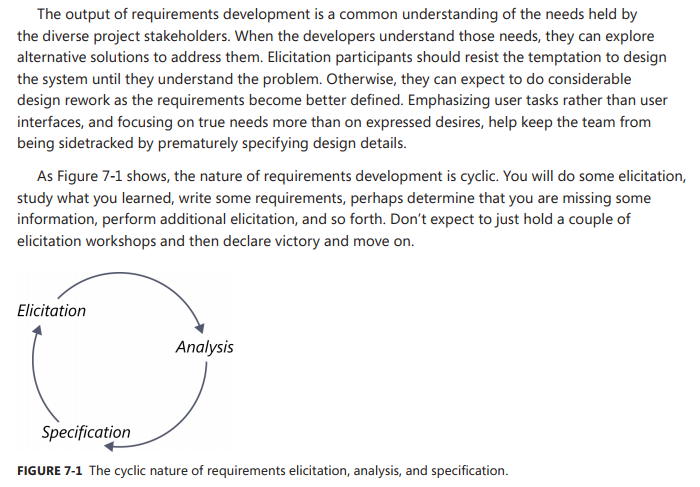 The output of requirements development is a common understanding of the needs held by
the diverse project stakeholders. When the developers understand those needs, they can explore
alternative solutions to address them. Elicitation participants should resist the temptation to design
the system until they understand the problem. Otherwise, they can expect to do considerable
design rework as the requirements become better defined. Emphasizing user tasks rather than user
interfaces, and focusing on true needs more than on expressed desires, help keep the team from
being sidetracked by prematurely specifying design details.
As Figure 7-1 shows, the nature of requirements development is cyclic. You will do some elicitation,
study what you learned, write some requirements, perhaps determine that you are missing some
information, perform additional elicitation, and so forth. Don’t expect to just hold a couple of
elicitation workshops and then declare victory and move on.
Elicitation
Analysis
Specification
FIGURE 7-1 The cyclic nature of requirements elicitation, analysis, and specification.